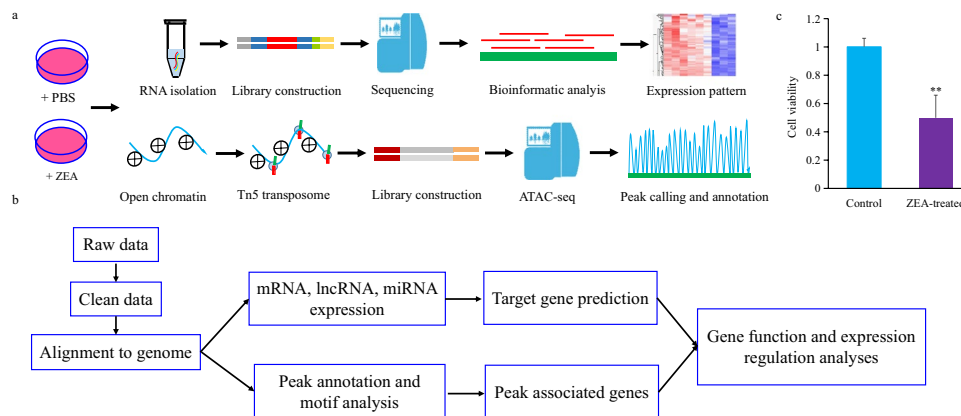 a
+ PBS
+ ZEA
RNA isolation
Library construction
Sequencing
Bioinformatic analysis
Expression pattern
Open chromatin
Tn5 transposome
Library construction
ATAC-seq
Peak calling and annotation
c
Cell viability
1.2
1
0.8
0.6
0.4
0.2
0
**
Control
ZEA-treated
b
Raw data
Clean data
Alignment to genome
mRNA, lncRNA, miRNA
expression
Target gene prediction
Peak annotation and
motif analysis
Peak associated genes
Gene function and expression
regulation analyses